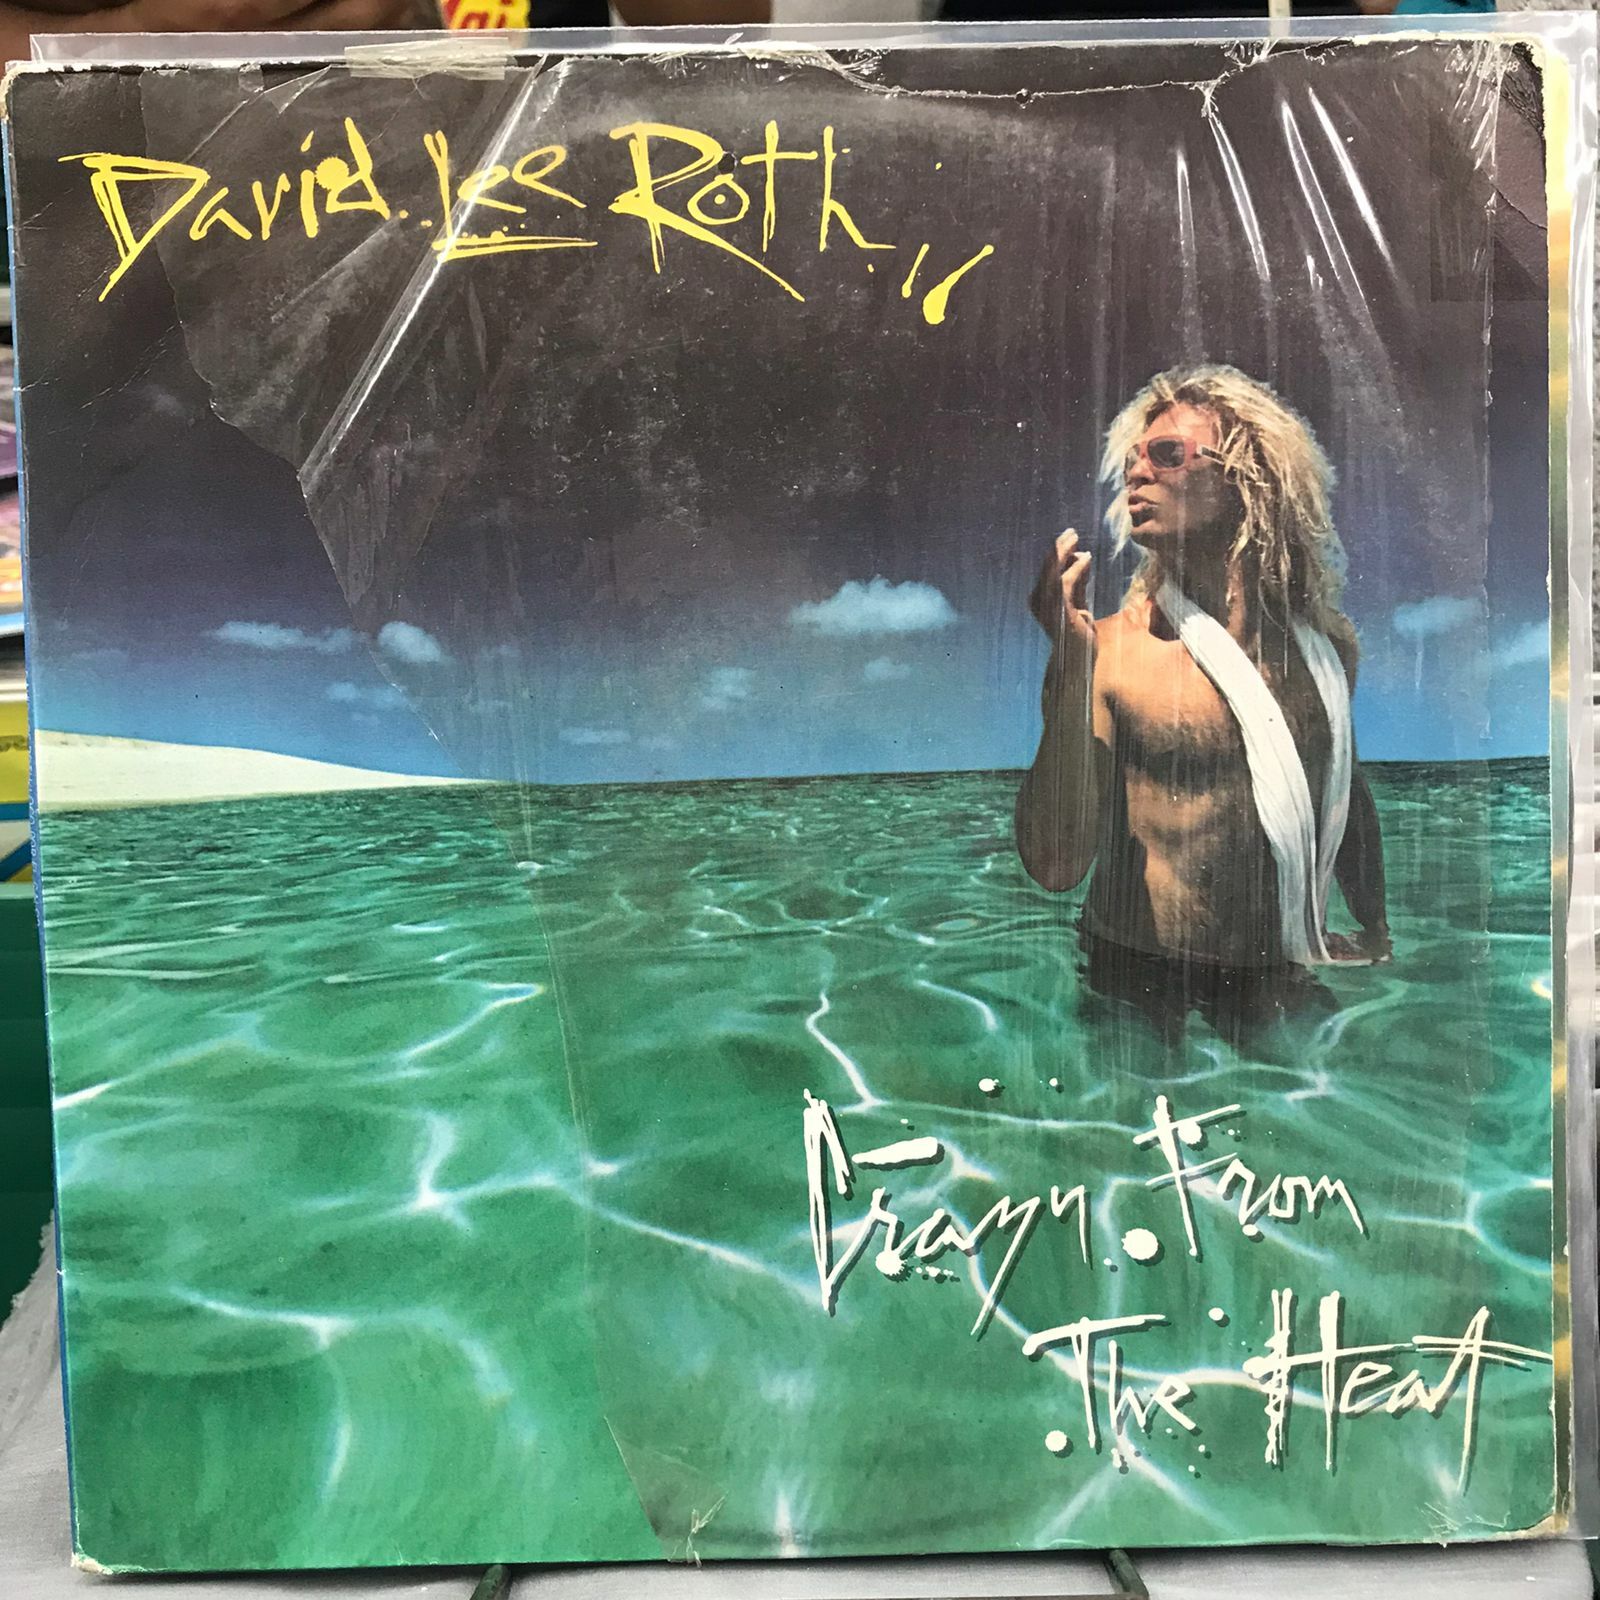 David Lee Roth
Crazy From
The Heat